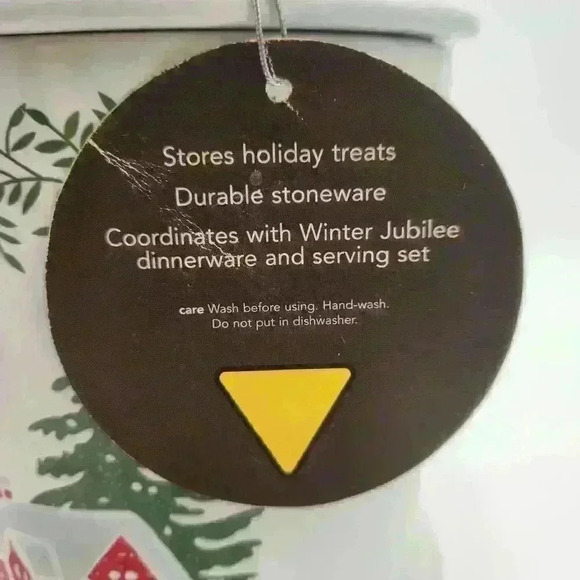 Stores holiday treats
Durable stoneware
Coordinates with Winter Jubilee
dinnerware and serving set
care Wash before using. Hand-wash.
Do not put in dishwasher.